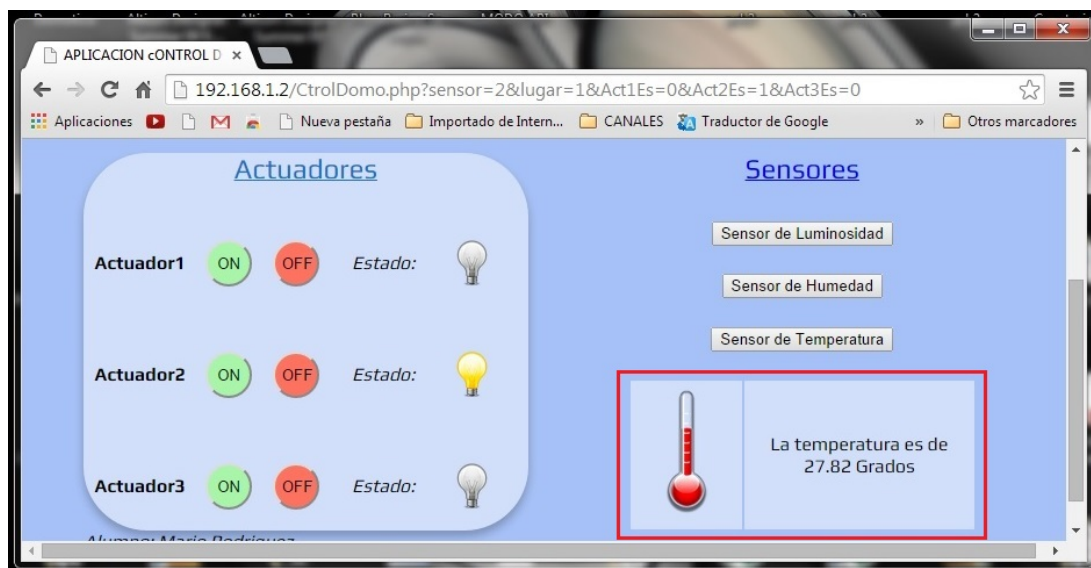 APLICACION cONTROL D
192.168.1.2/CtrolDomo.php?sensor=2&lugar=1&Act1Es=0&Act2Es=1&Act3Es=0
Aplicaciones Nueva pestaña Importado de Intern... CANALES Traductor de Google » Otros marcadores
Actuadores
Actuador1 ON OFF Estado:
Actuador2 ON OFF Estado:
Actuador3 ON OFF Estado:
Alumno: Mario Rodriguez
Sensores
Sensor de Luminosidad
Sensor de Humedad
Sensor de Temperatura
La temperatura es de
27.82 Grados